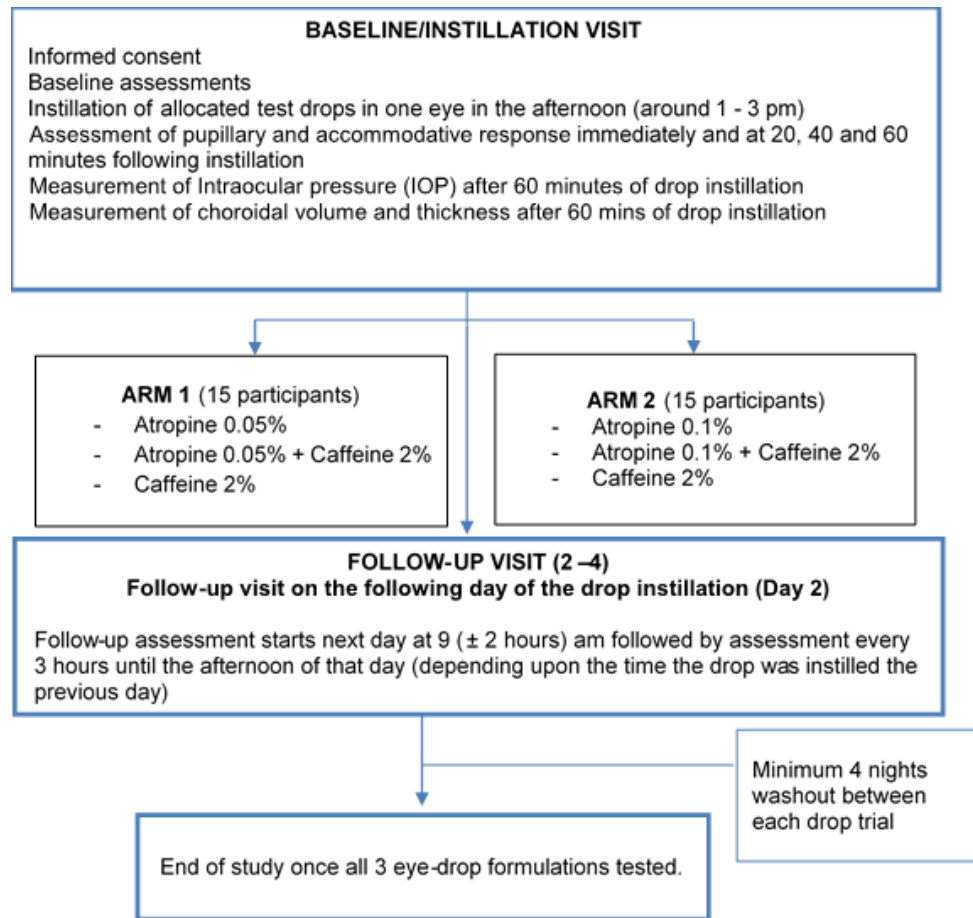 BASELINE/INSTILLATION VISIT
Informed consent
Baseline assessments
Instillation of allocated test drops in one eye in the afternoon (around 1 - 3 pm)
Assessment of pupillary and accommodative response immediately and at 20, 40 and 60
minutes following instillation
Measurement of Intraocular pressure (IOP) after 60 minutes of drop instillation
Measurement of choroidal volume and thickness after 60 mins of drop instillation
ARM 1 (15 participants)
- Atropine 0.05%
- Atropine 0.05% + Caffeine 2%
- Caffeine 2%
ARM 2 (15 participants)
- Atropine 0.1%
- Atropine 0.1% + Caffeine 2%
- Caffeine 2%
FOLLOW-UP VISIT (2 –4)
Follow-up visit on the following day of the drop instillation (Day 2)
Follow-up assessment starts next day at 9 (± 2 hours) am followed by assessment every
3 hours until the afternoon of that day (depending upon the time the drop was instilled the
previous day)
Minimum 4 nights
washout between
each drop trial
End of study once all 3 eye-drop formulations tested.